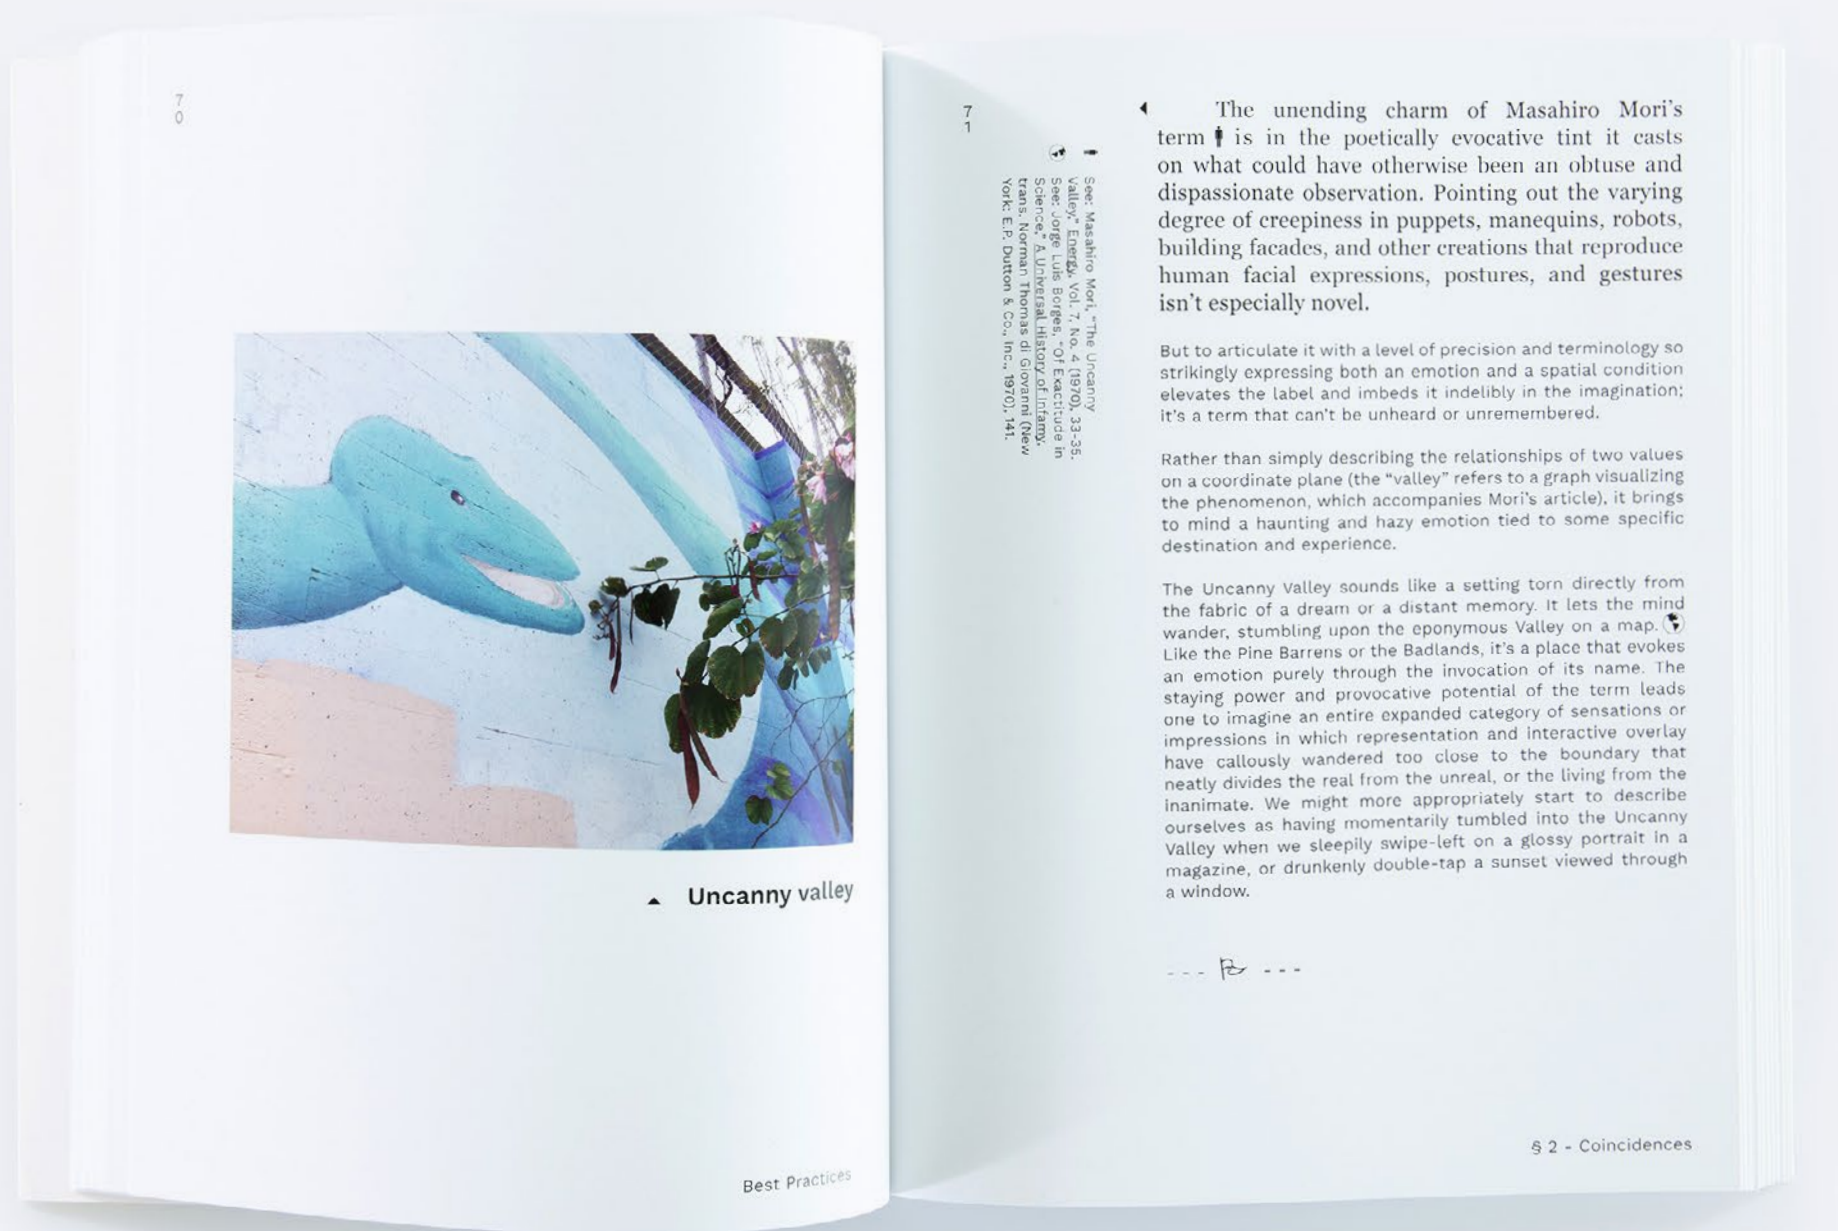 7
0
Uncanny valley
Best Practices
7
1
See: Masahiro Mori, “The Uncanny
Valley,” Energy, Vol. 7, No. 4 (1970), 33-35.
See: Jorge Luis Borges, “Of Exactitude in
Science,” A Universal History of Infamy,
trans. Norman Thomas di Giovanni (New
York: E.P. Dutton & Co., Inc., 1970), 141.
The unending charm of Masahiro Mori’s
term is in the poetically evocative tint it casts
on what could have otherwise been an obtuse and
dispassionate observation. Pointing out the varying
degree of creepiness in puppets, manequins, robots,
building facades, and other creations that reproduce
human facial expressions, postures, and gestures
isn’t especially novel.
But to articulate it with a level of precision and terminology so
strikingly expressing both an emotion and a spatial condition
elevates the label and imbeds it indelibly in the imagination;
it’s a term that can’t be unheard or unremembered.
Rather than simply describing the relationships of two values
on a coordinate plane (the “valley” refers to a graph visualizing
the phenomenon, which accompanies Mori’s article), it brings
to mind a haunting and hazy emotion tied to some specific
destination and experience.
The Uncanny Valley sounds like a setting torn directly from
the fabric of a dream or a distant memory. It lets the mind
wander, stumbling upon the eponymous Valley on a map.
Like the Pine Barrens or the Badlands, it’s a place that evokes
an emotion purely through the invocation of its name. The
staying power and provocative potential of the term leads
one to imagine an entire expanded category of sensations or
impressions in which representation and interactive overlay
have callously wandered too close to the boundary that
neatly divides the real from the unreal, or the living from the
inanimate. We might more appropriately start to describe
ourselves as having momentarily tumbled into the Uncanny
Valley when we sleepily swipe-left on a glossy portrait in a
magazine, or drunkenly double-tap a sunset viewed through
a window.
§ 2 - Coincidences